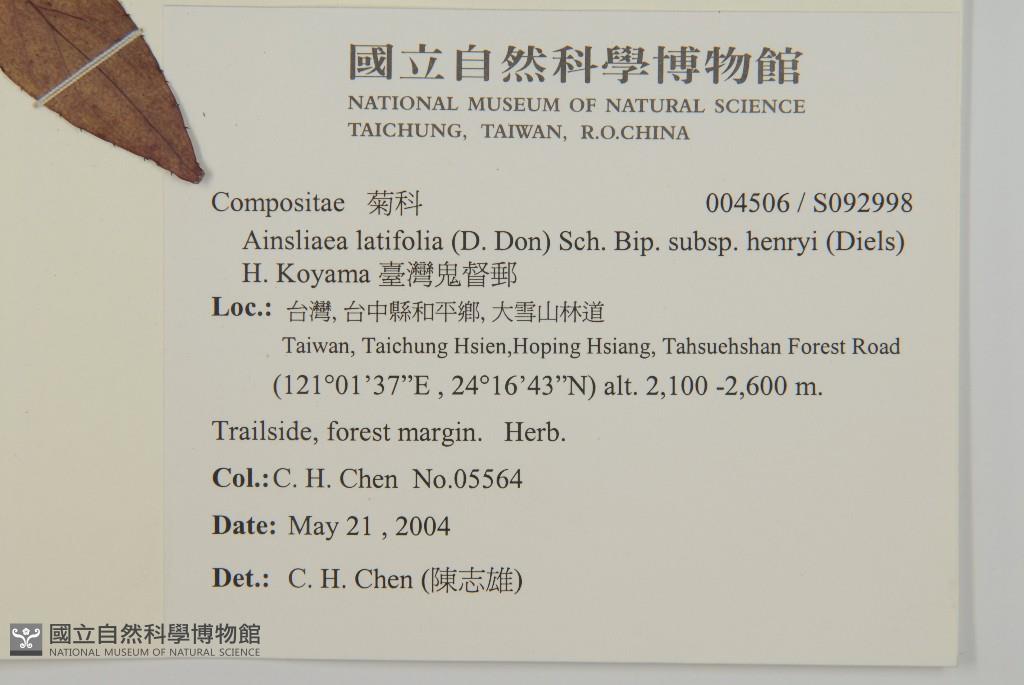 國立自然科學博物館
NATIONAL MUSEUM OF NATURAL SCIENCE
TAICHUNG, TAIWAN, R.O.CHINA
Compositae 菊科 004506 / S092998
Ainsliaea latifolia (D. Don) Sch. Bip. subsp. henryi (Diels)
H. Koyama 臺灣鬼督郵
Loc.: 台灣, 台中縣和平鄉, 大雪山林道
Taiwan, Taichung Hsien,Hoping Hsiang, Tahsuehshan Forest Road
(121°01’37”E , 24°16’43”N) alt. 2,100 -2,600 m.
Trailside, forest margin. Herb.
Col.: C. H. Chen No.05564
Date: May 21 , 2004
Det.: C. H. Chen (陳志雄)
國立自然科學博物館
NATIONAL MUSEUM OF NATURAL SCIENCE